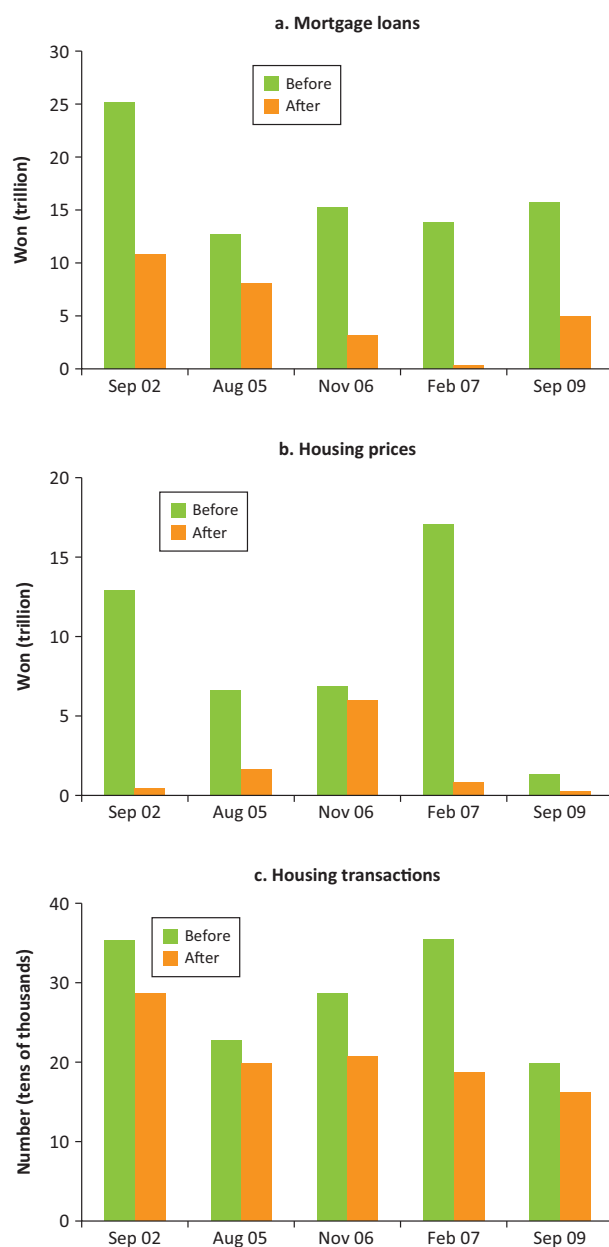 a. Mortgage loans
30
25
20
15
10
5
0
Won (trillion)
Before
After
Sep 02 Aug 05 Nov 06 Feb 07 Sep 09
b. Housing prices
20
15
10
5
0
Won (trillion)
Before
After
Sep 02 Aug 05 Nov 06 Feb 07 Sep 09
c. Housing transactions
40
30
20
10
0
Number (tens of thousands)
Before
After
Sep 02 Aug 05 Nov 06 Feb 07 Sep 09